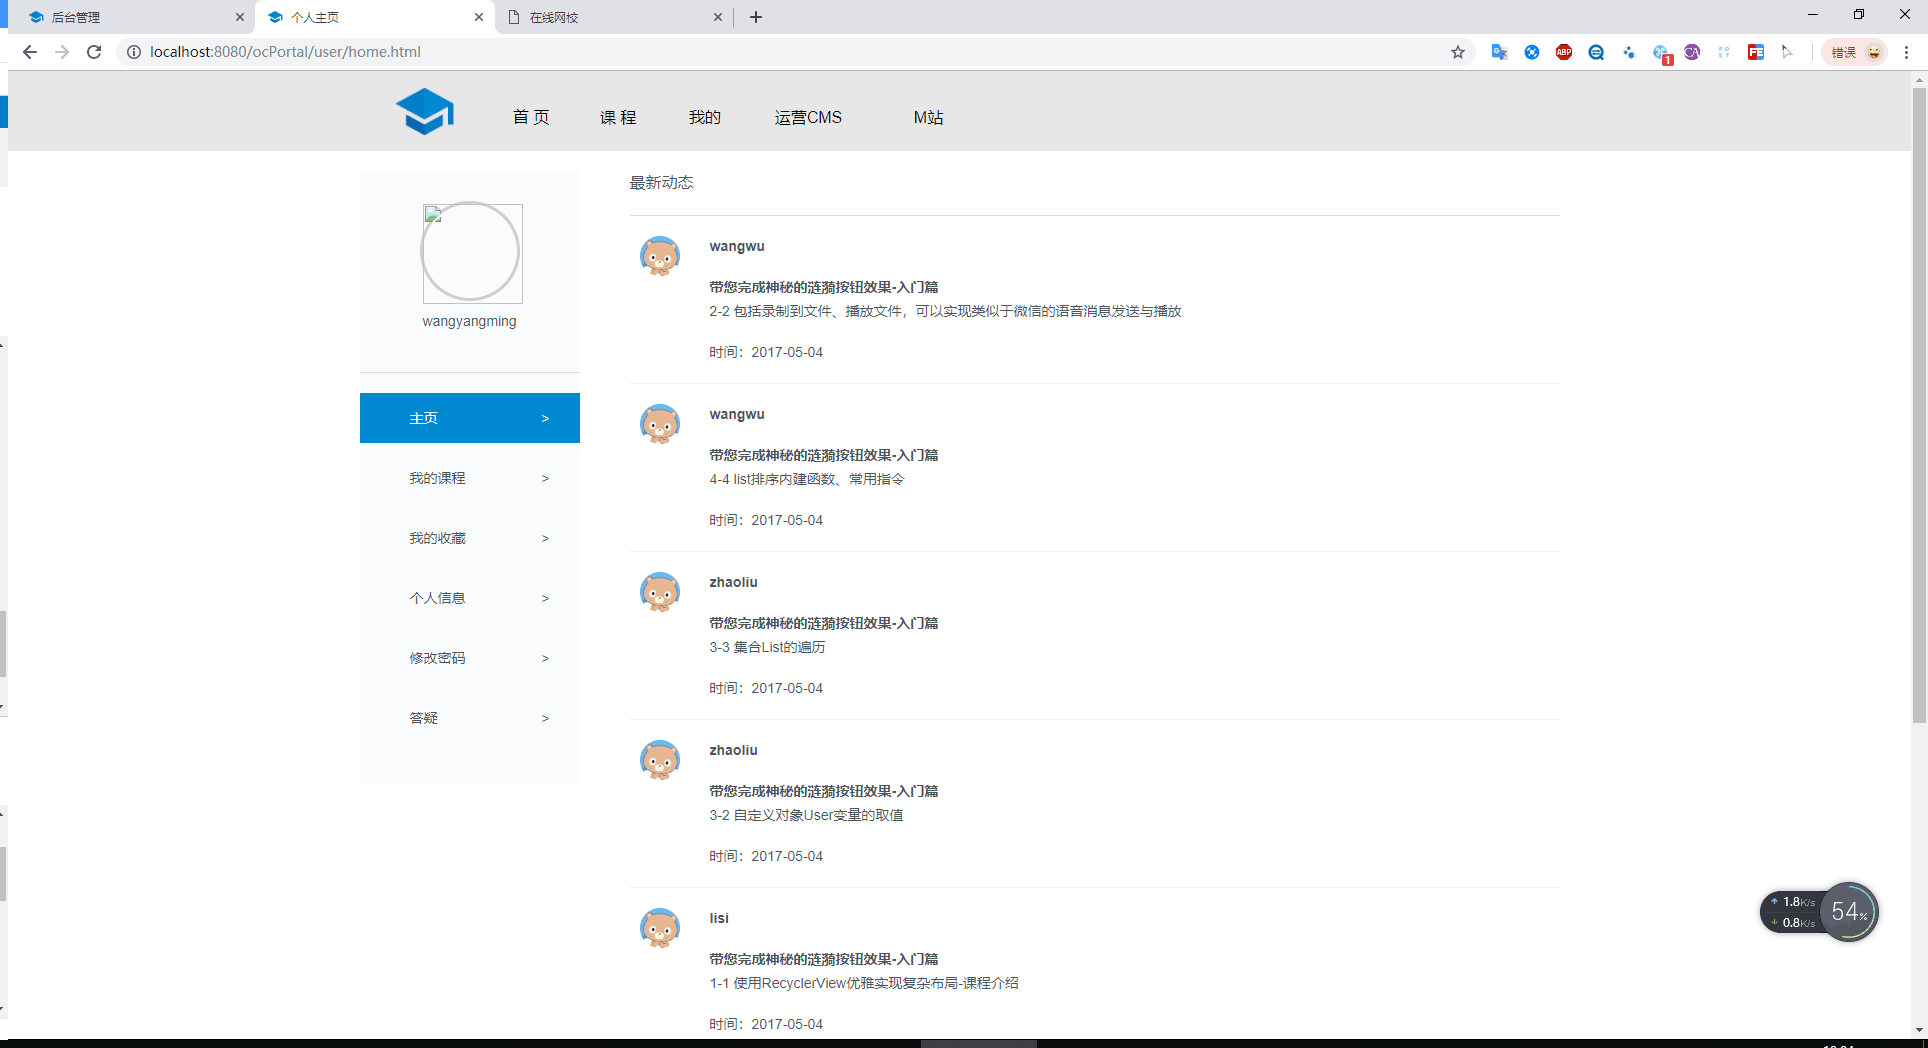 后台管理
个人主页
在线网校
localhost:8080/ocPortal/user/home.html
ABP
1
CA
FE
错误
首 页
课 程
我的
运营CMS
M站
wangyangming
主页 >
我的课程 >
我的收藏 >
个人信息 >
修改密码 >
答疑 >
最新动态
wangwu
带您完成神秘的涟漪按钮效果-入门篇
2-2 包括录制到文件、播放文件，可以实现类似于微信的语音消息发送与播放
时间：2017-05-04
wangwu
带您完成神秘的涟漪按钮效果-入门篇
4-4 list排序内建函数、常用指令
时间：2017-05-04
zhaoliu
带您完成神秘的涟漪按钮效果-入门篇
3-3 集合List的遍历
时间：2017-05-04
zhaoliu
带您完成神秘的涟漪按钮效果-入门篇
3-2 自定义对象User变量的取值
时间：2017-05-04
lisi
带您完成神秘的涟漪按钮效果-入门篇
1-1 使用RecyclerView优雅实现复杂布局-课程介绍
时间：2017-05-04
1.8K/s
0.8K/s
54%